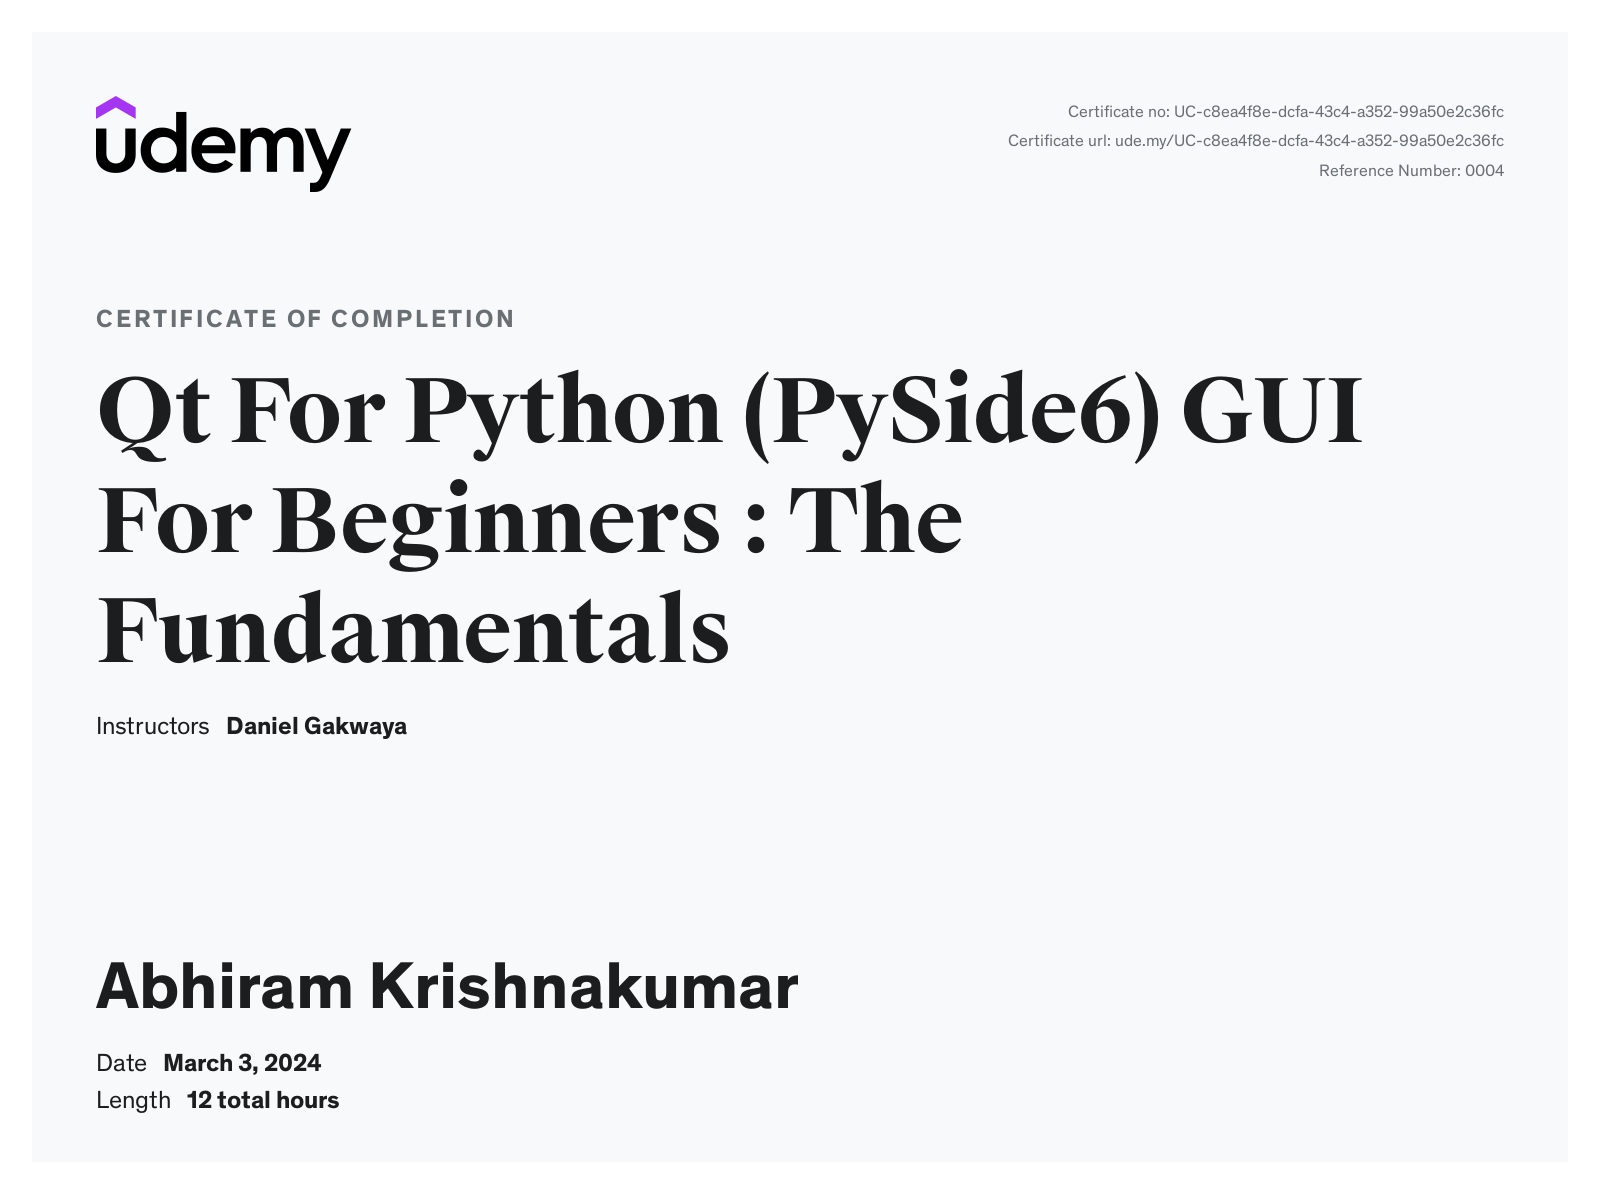 udemy
Certificate no: UC-c8ea4f8e-dcfa-43c4-a352-99a50e2c36fc
Certificate url: ude.my/UC-c8ea4f8e-dcfa-43c4-a352-99a50e2c36fc
Reference Number: 0004
CERTIFICATE OF COMPLETION
Qt For Python (PySide6) GUI
For Beginners : The
Fundamentals
Instructors Daniel Gakwaya
Abhiram Krishnakumar
Date March 3, 2024
Length 12 total hours